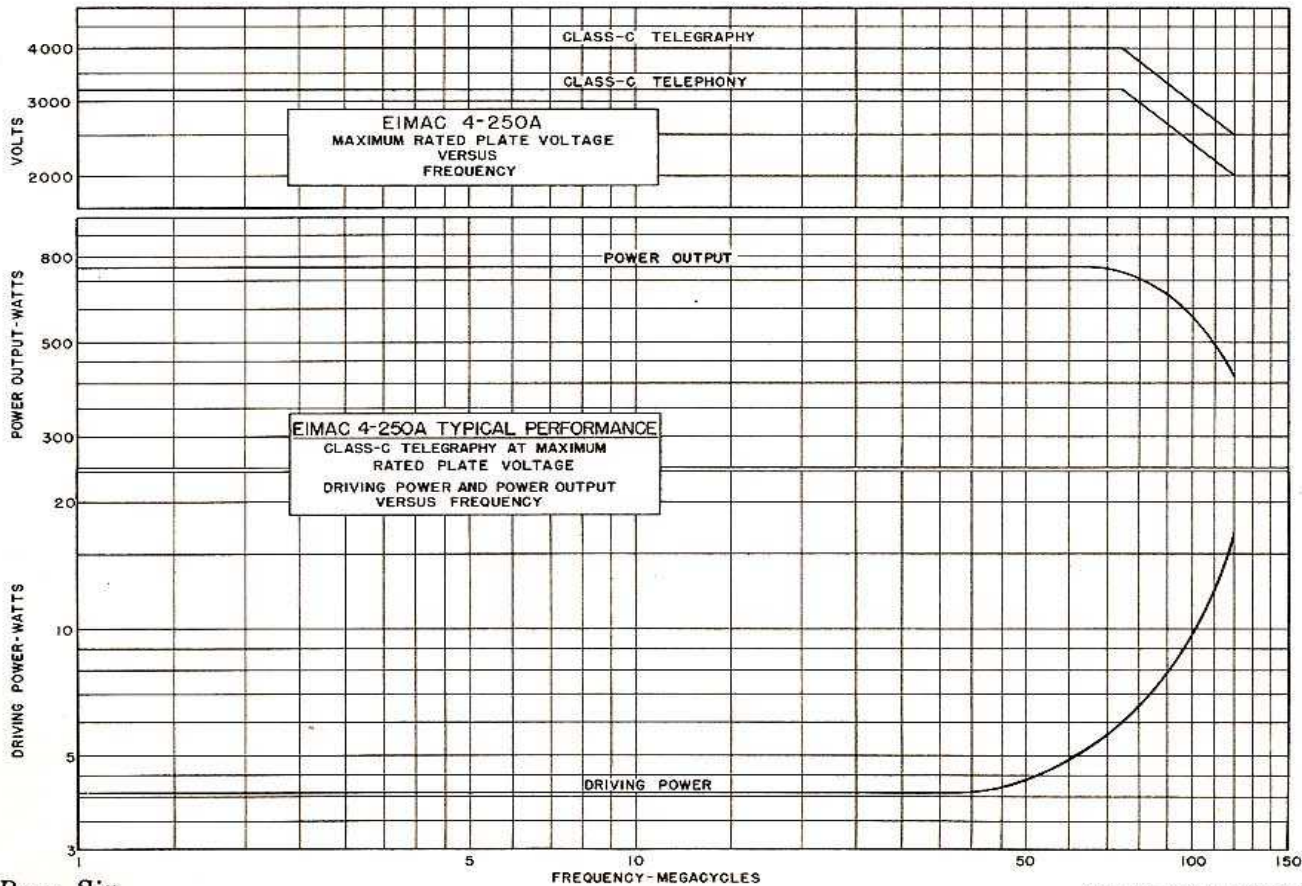 CLASS-C TELEGRAPHY
4000
CLASS-C TELEPHONY
3000
VOLTS
EIMAC 4-250A
MAXIMUM RATED PLATE VOLTAGE
VERSUS
FREQUENCY
2000
800
POWER OUTPUT
POWER OUTPUT-WATTS
500
300
EIMAC 4-250A TYPICAL PERFORMANCE
CLASS-C TELEGRAPHY AT MAXIMUM
RATED PLATE VOLTAGE
DRIVING POWER AND POWER OUTPUT
VERSUS FREQUENCY
20
10
DRIVING POWER-WATTS
5
DRIVING POWER
3
1 5 10 50 100 150
FREQUENCY-MEGACYCLES